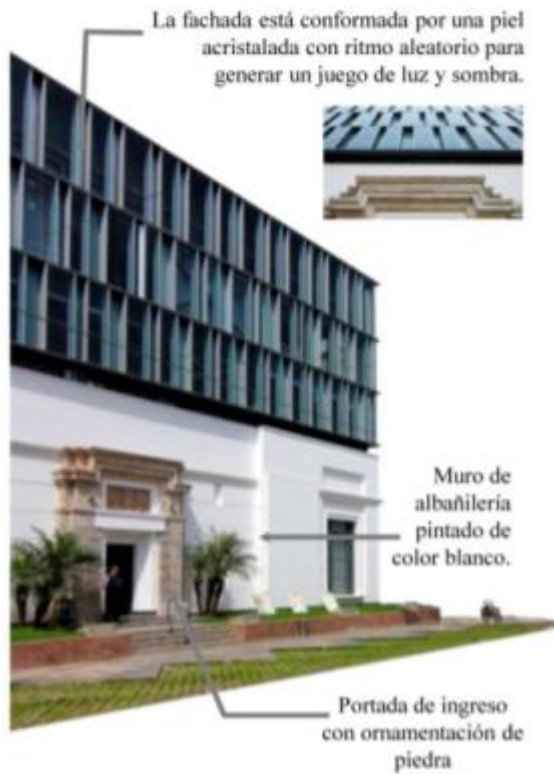 La fachada está conformada por una piel
acristalada con ritmo aleatorio para
generar un juego de luz y sombra.
Muro de
albañilería
pintado de
color blanco.
Portada de ingreso
con ornamentación de
piedra